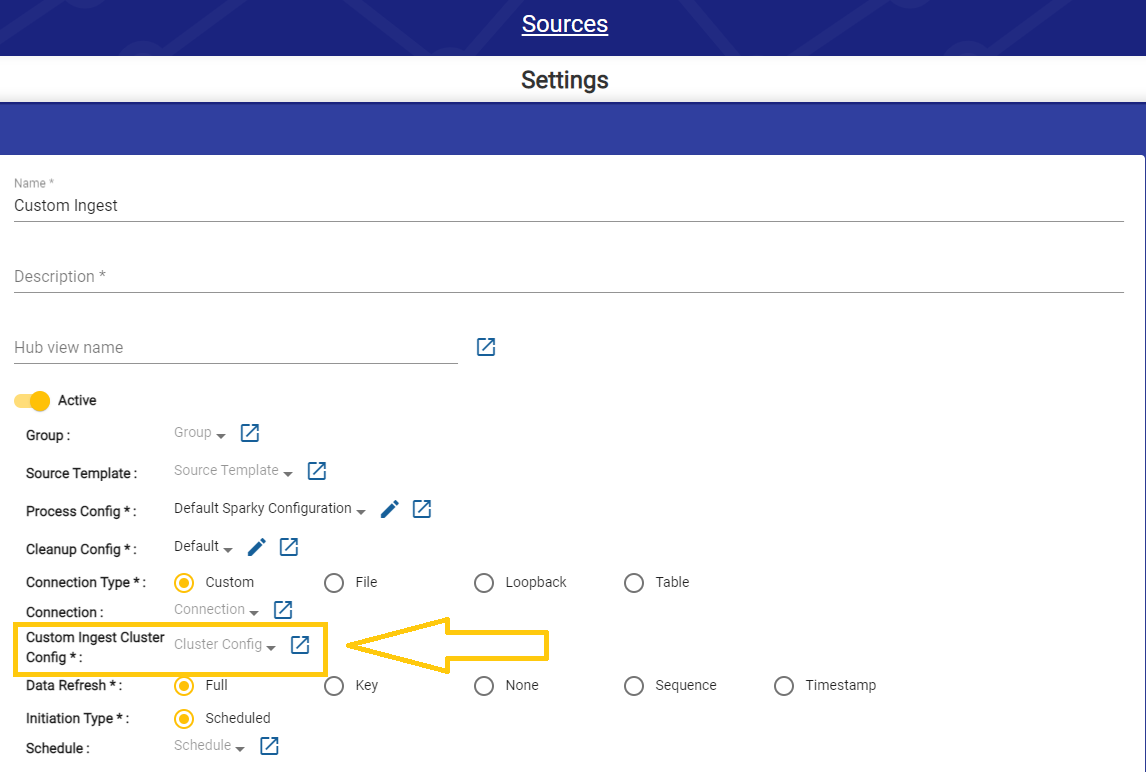 Sources
Settings
Name *
Custom Ingest
Description *
Hub view name
Active
Group : Group
Source Template : Source Template
Process Config * : Default Sparky Configuration
Cleanup Config * : Default
Connection Type * : Custom File Loopback Table
Connection : Connection
Custom Ingest Cluster
Config * : Cluster Config
Data Refresh * : Full Key None Sequence Timestamp
Initiation Type * : Scheduled
Schedule : Schedule